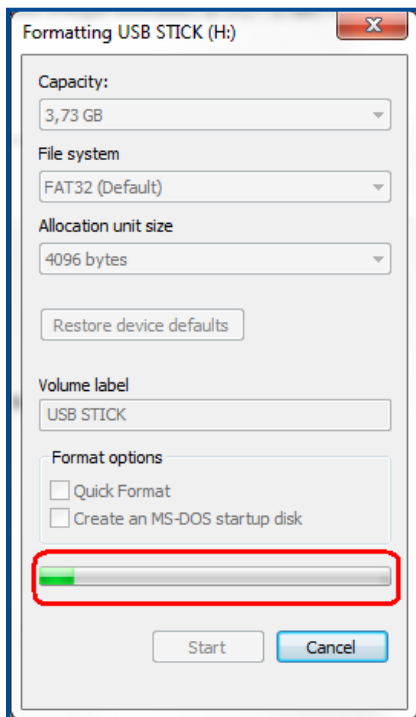 Formatting USB STICK (H:)
Capacity:
3,73 GB
File system
FAT32 (Default)
Allocation unit size
4096 bytes
Restore device defaults
Volume label
USB STICK
Format options
Quick Format
Create an MS-DOS startup disk
Start
Cancel